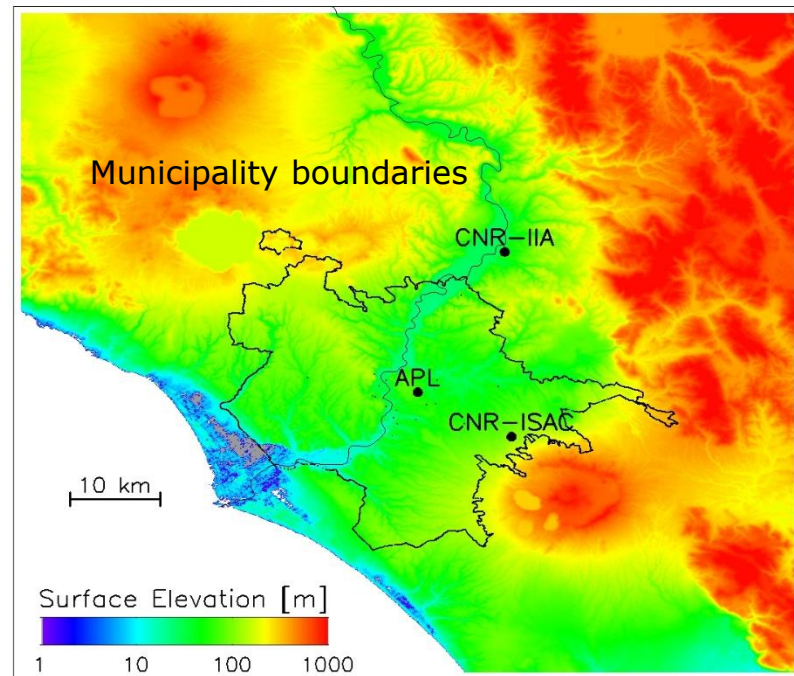 Municipality boundaries
CNR-IIA
APL
CNR-ISAC
10 km
Surface Elevation [m]
1 10 100 1000